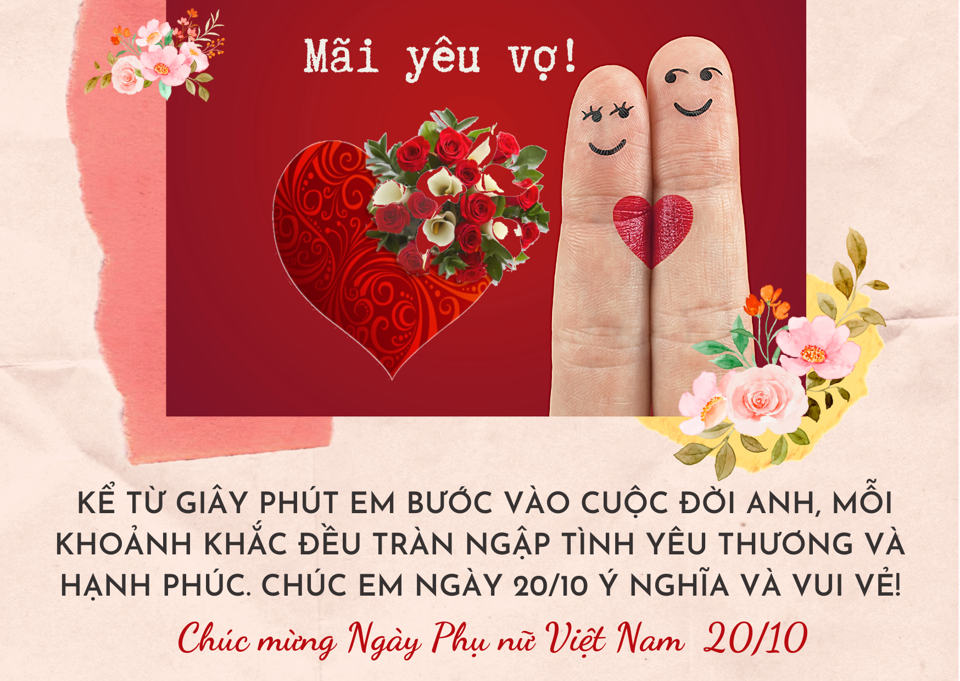 Mãi yêu vợ!
KỂ TỪ GIÂY PHÚT EM BƯỚC VÀO CUỘC ĐỜI ANH, MỖI
KHOẢNH KHẮC ĐỀU TRÀN NGẬP TÌNH YÊU THƯƠNG VÀ
HẠNH PHÚC. CHÚC EM NGÀY 20/10 Ý NGHĨA VÀ VUI VẺ!
Chúc mừng Ngày Phụ nữ Việt Nam 20/10